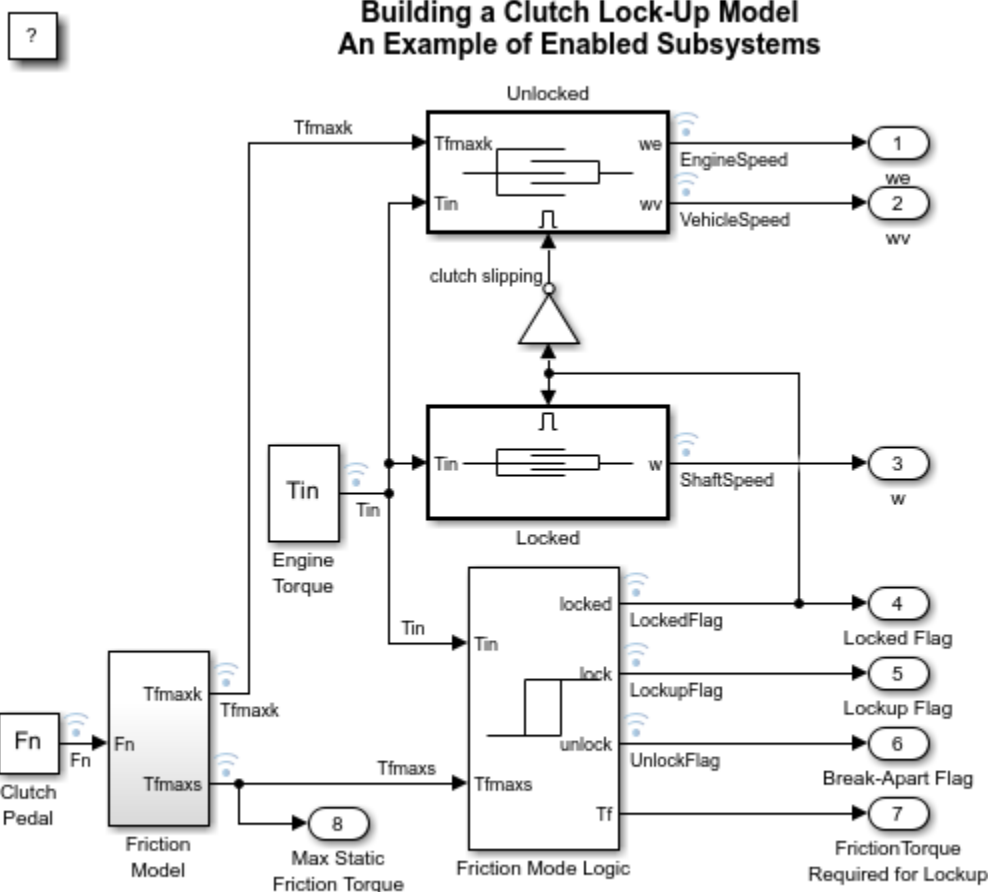 Building a Clutch Lock-Up Model
An Example of Enabled Subsystems
?
Unlocked
Tfmaxk
Tfmaxk
we
EngineSpeed
1
we
Tin
wv
VehicleSpeed
2
wv
clutch slipping
Tin
w
ShaftSpeed
3
w
Locked
Tin
Tin
Engine
Torque
locked
LockedFlag
4
Locked Flag
Tin
Tin
lock
LockupFlag
5
Lockup Flag
unlock
UnlockFlag
6
Break-Apart Flag
Tfmaxs
Tfmaxs
Tf
7
FrictionTorque
Required for Lockup
Friction Mode Logic
Tfmaxk
Tfmaxk
Fn
Fn
Fn
Clutch
Pedal
Tfmaxs
Friction
Model
8
Max Static
Friction Torque